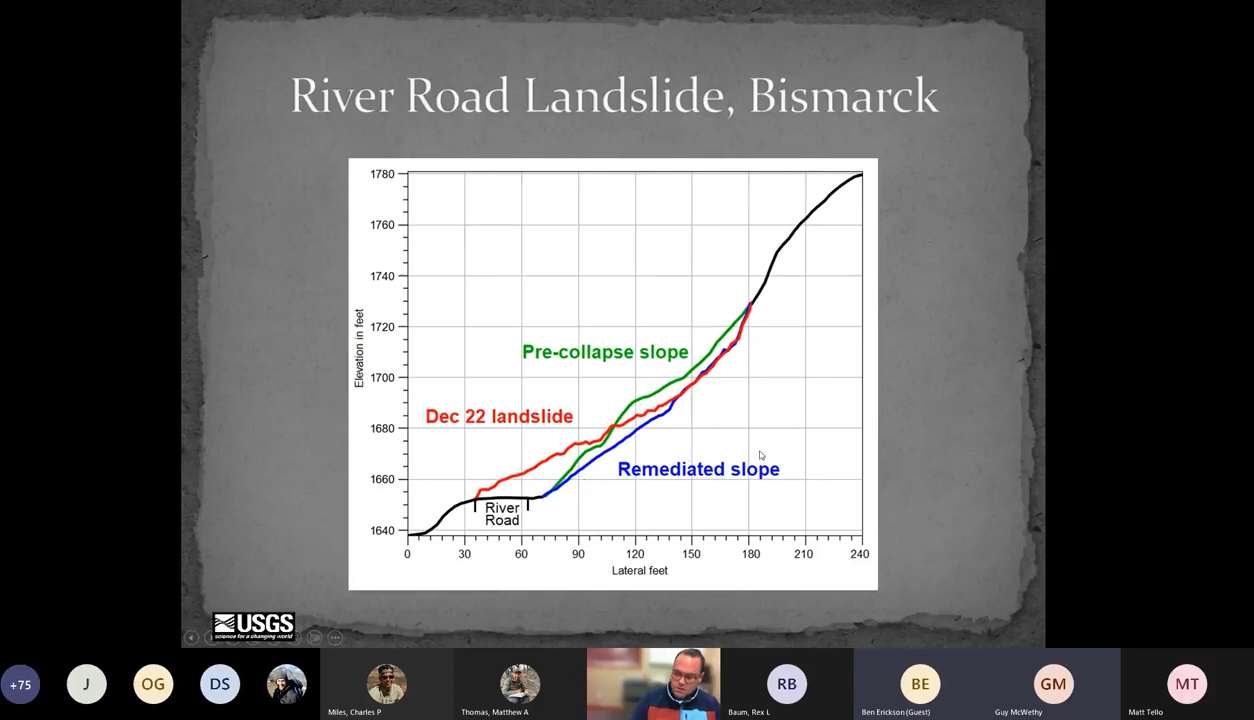 River Road Landslide, Bismarck
1780
1760
1740
1720
1700
1680
1660
1640
Elevation in feet
Pre-collapse slope
Dec 22 landslide
Remediated slope
River
Road
0 30 60 90 120 150 180 210 240
Lateral feet
USGS
science for a changing world
+75
J
OG
DS
RB
BE
GM
MT
Miles, Charles P
Thomas, Matthew A
Baum, Rex L
Ben Erickson (Guest)
Guy McWethy
Matt Tello